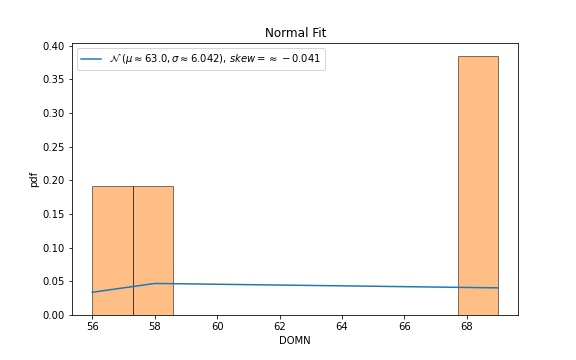 Normal Fit
𝒩(μ ≈ 63.0, σ ≈ 6.042), skew = ≈ −0.041
0.40
0.35
0.30
0.25
0.20
0.15
0.10
0.05
0.00
pdf
56 58 60 62 64 66 68
DOMN